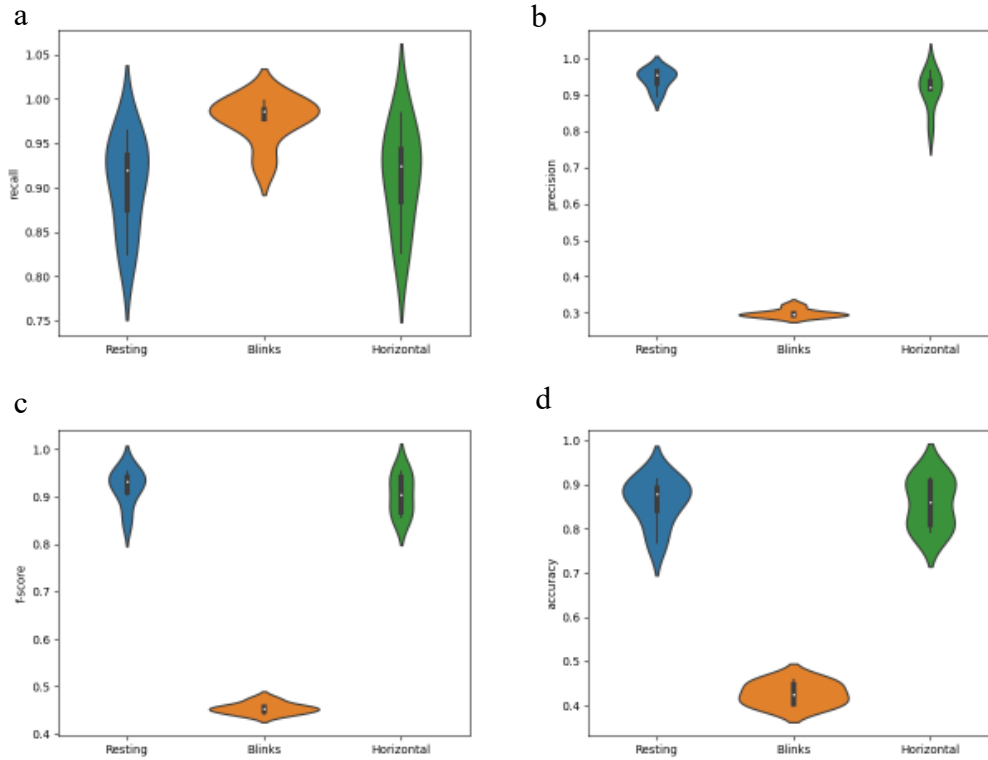 a
1.05
1.00
0.95
0.90
0.85
0.80
0.75
recall
Resting
Blinks
Horizontal
b
1.0
0.9
0.8
0.7
0.6
0.5
0.4
0.3
precision
Resting
Blinks
Horizontal
c
1.0
0.9
0.8
0.7
0.6
0.5
0.4
f-score
Resting
Blinks
Horizontal
d
1.0
0.9
0.8
0.7
0.6
0.5
0.4
accuracy
Resting
Blinks
Horizontal